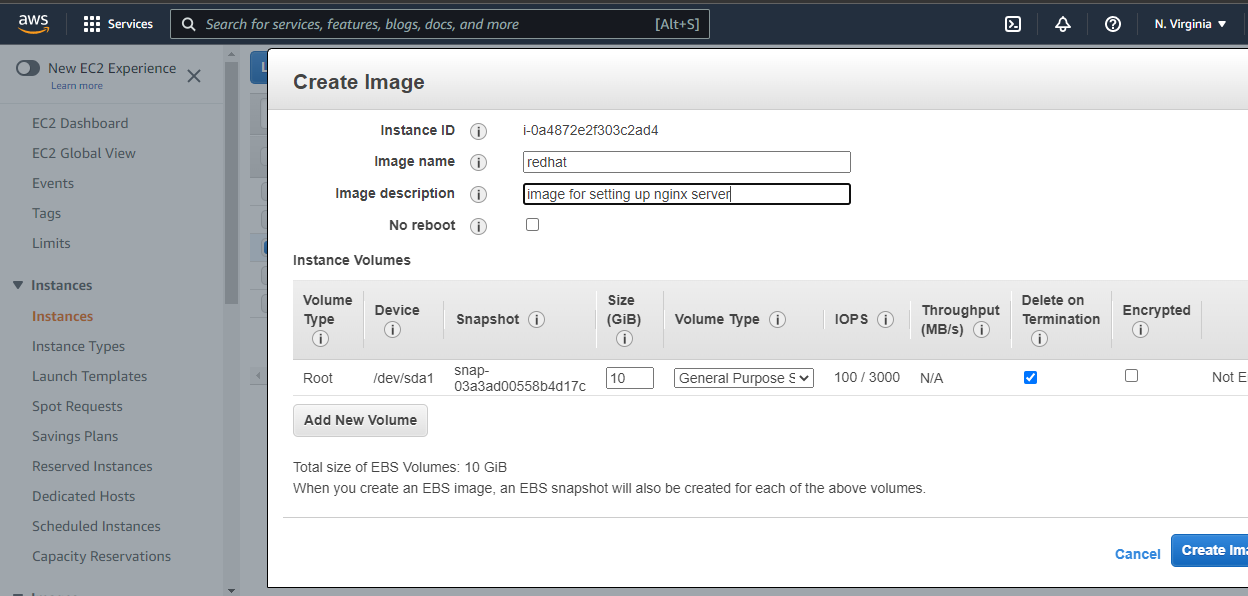 aws
Services
Search for services, features, blogs, docs, and more
[Alt+S]
N. Virginia
New EC2 Experience
Learn more
EC2 Dashboard
EC2 Global View
Events
Tags
Limits
Instances
Instances
Instance Types
Launch Templates
Spot Requests
Savings Plans
Reserved Instances
Dedicated Hosts
Scheduled Instances
Capacity Reservations
Create Image
Instance ID i-0a4872e2f303c2ad4
Image name redhat
Image description image for setting up nginx server
No reboot
Instance Volumes
Volume Type
Device
Snapshot
Size (GiB)
Volume Type
IOPS
Throughput (MB/s)
Delete on Termination
Encrypted
Root
/dev/sda1
snap-
03a3ad00558b4d17c
10
General Purpose S
100 / 3000
N/A
Not E
Add New Volume
Total size of EBS Volumes: 10 GiB
When you create an EBS image, an EBS snapshot will also be created for each of the above volumes.
Cancel
Create Ima